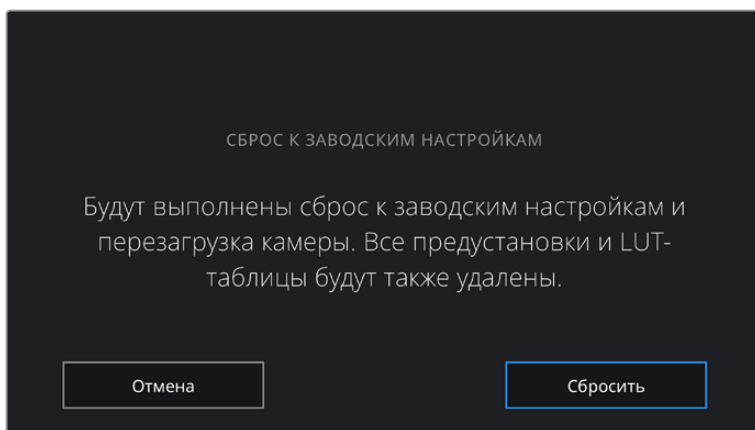 СБРОС К ЗАВОДСКИМ НАСТРОЙКАМ
Будут выполнены сброс к заводским настройкам и
перезагрузка камеры. Все предустановки и LUT-
таблицы будут также удалены.
Отмена
Сбросить